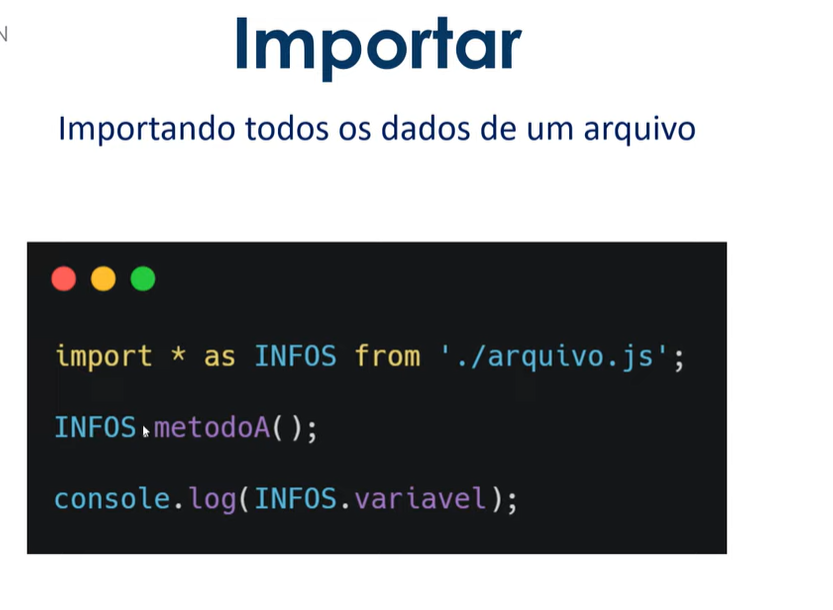 N
Importar
Importando todos os dados de um arquivo
import * as INFOS from './arquivo.js';
INFOS.metodoA();
console.log(INFOS.variavel);